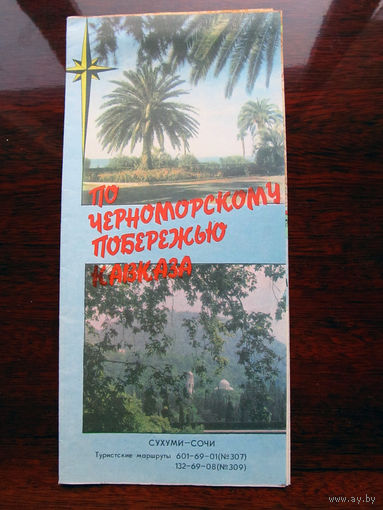 ПО
ЧЕРНОМОРСКОМУ
ПОБЕРЕЖЬЮ
КАВКАЗА
СУХУМИ—СОЧИ
Туристские маршруты 601-69-01(№307)
132-69-08(№309)
www.ay.by